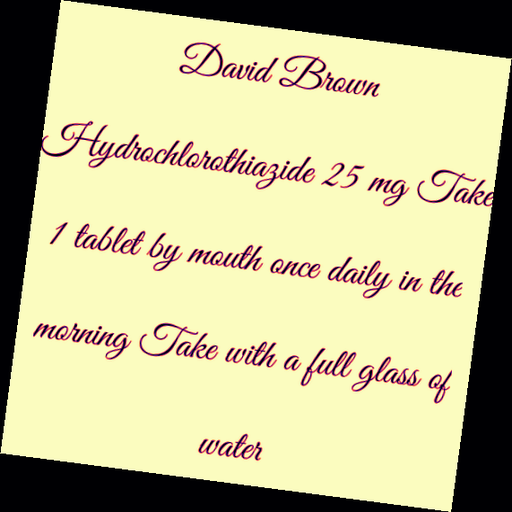 David Brown
Hydrochlorothiazide 25 mg Take
1 tablet by mouth once daily in the
morning Take with a full glass of
water